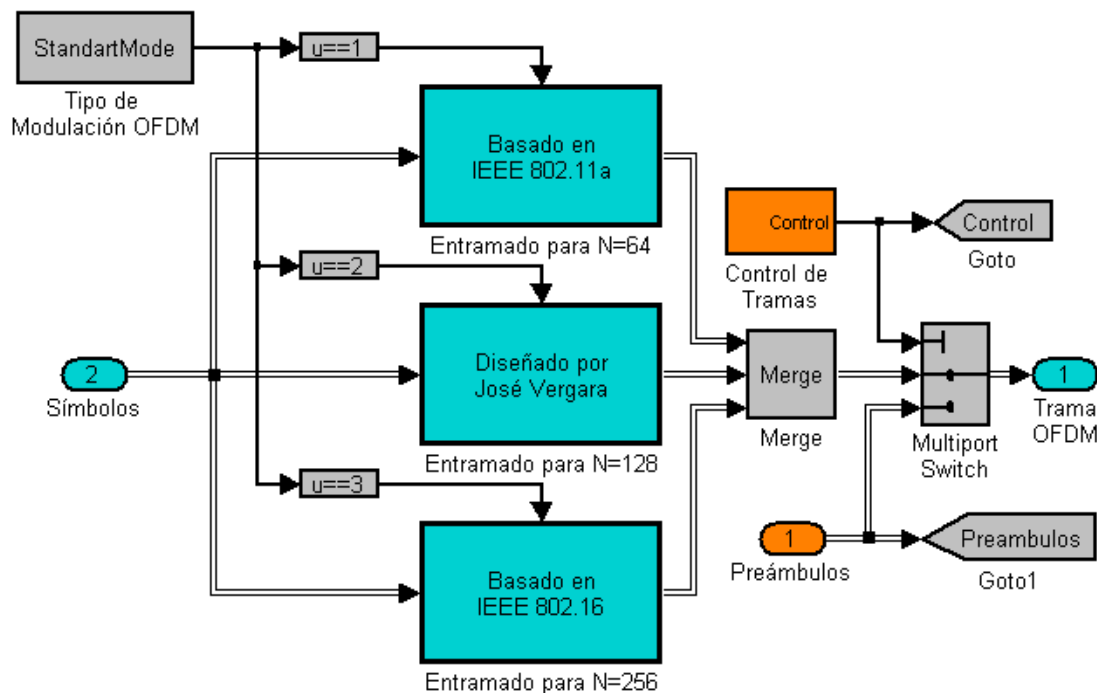 StandartMode
Tipo de
Modulación OFDM
u==1
Basado en
IEEE 802.11a
Entramado para N=64
u==2
Diseñado por
José Vergara
Entramado para N=128
u==3
Basado en
IEEE 802.16
Entramado para N=256
2
Símbolos
Control
Control de
Tramas
Control
Goto
Merge
Merge
Multiport
Switch
1
Trama
OFDM
1
Preámbulos
Preambulos
Goto1